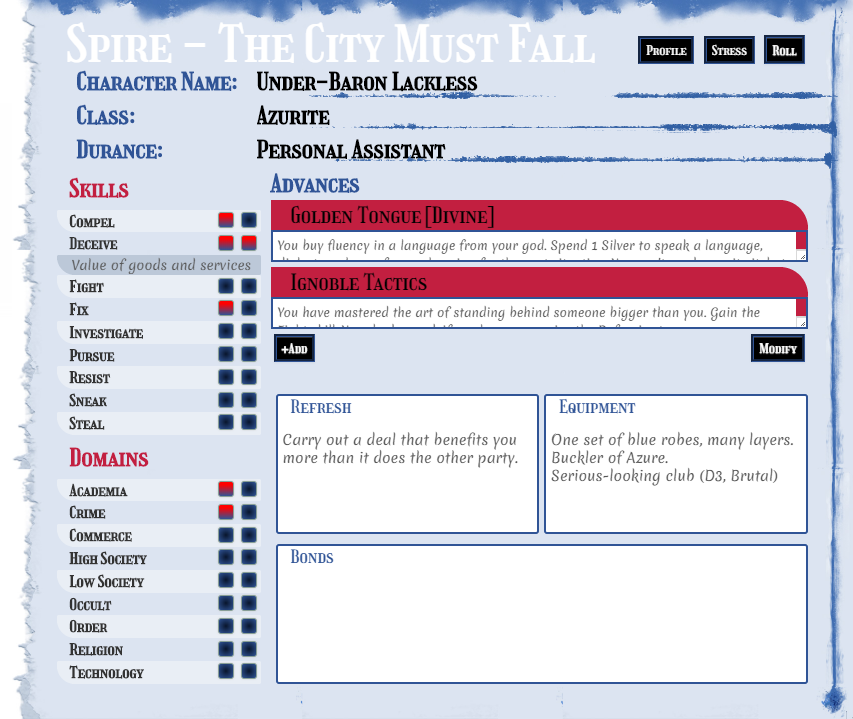 Spire – The City Must Fall
Profile
Stress
Roll
Character Name: Under-Baron Lackless
Class: Azurite
Durance: Personal Assistant
Skills
Compel
Deceive
Value of goods and services
Fight
Fix
Investigate
Pursue
Resist
Sneak
Steal
Domains
Academia
Crime
Commerce
High Society
Low Society
Occult
Order
Religion
Technology
Advances
Golden Tongue [Divine]
You buy fluency in a language from your god. Spend 1 Silver to speak a language,
Ignoble Tactics
You have mastered the art of standing behind someone bigger than you. Gain the
+Add
Modify
Refresh
Carry out a deal that benefits you
more than it does the other party.
Equipment
One set of blue robes, many layers.
Buckler of Azure.
Serious-looking club (D3, Brutal)
Bonds